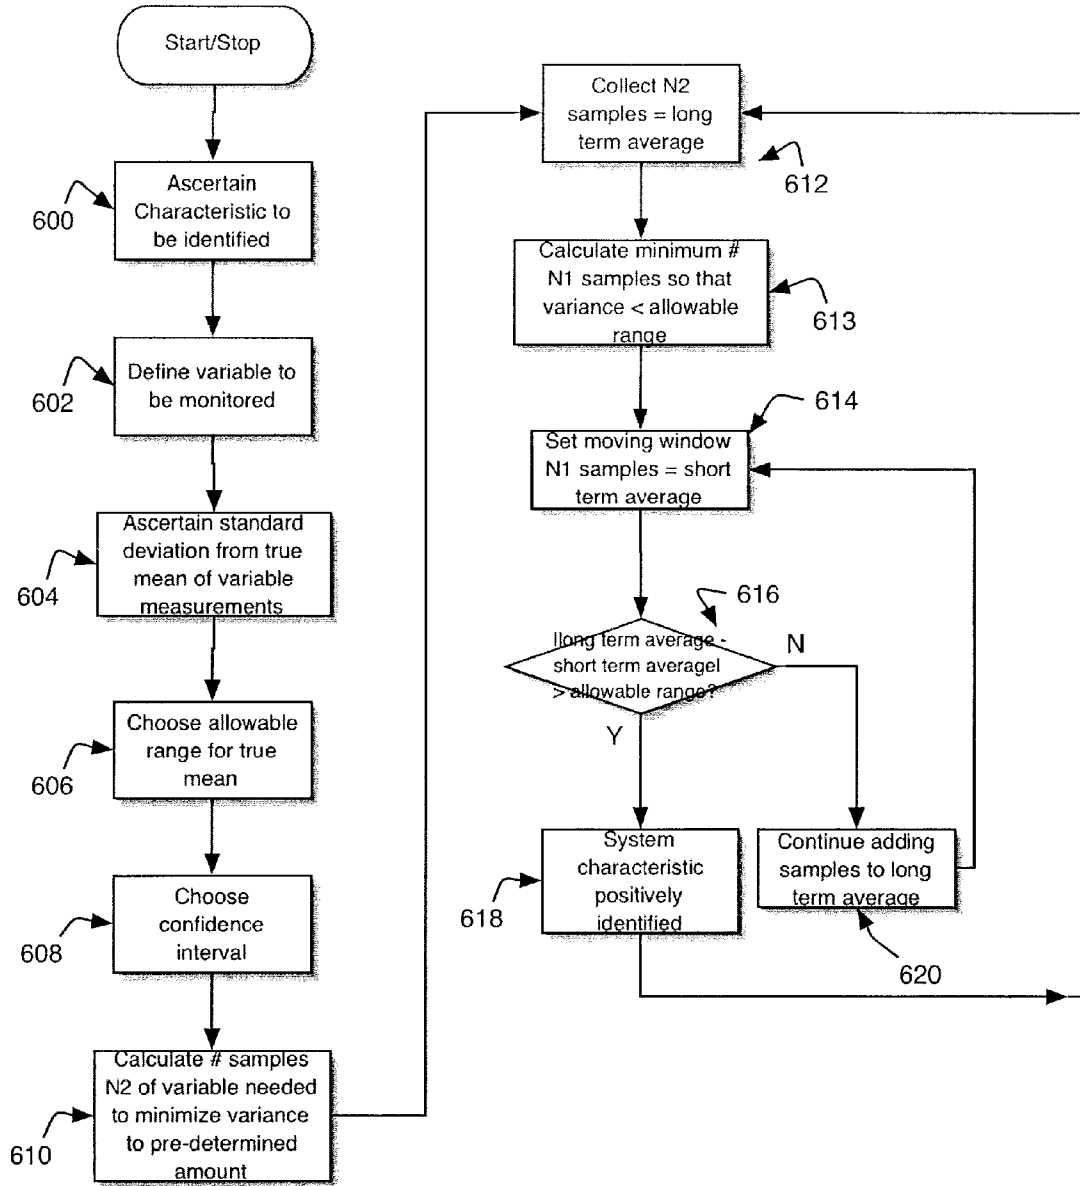 Start/Stop
Ascertain
Characteristic to
be identified
600
Define variable to
be monitored
602
Ascertain standard
deviation from true
mean of variable
measurements
604
Choose allowable
range for true
mean
606
Choose
confidence
interval
608
Calculate # samples
N2 of variable needed
to minimize variance
to pre-determined
amount
610
Collect N2
samples = long
term average
612
Calculate minimum #
N1 samples so that
variance < allowable
range
613
Set moving window
N1 samples = short
term average
614
|long term average -
short term average|
> allowable range?
616
N
Y
System
characteristic
positively
identified
618
Continue adding
samples to long
term average
620